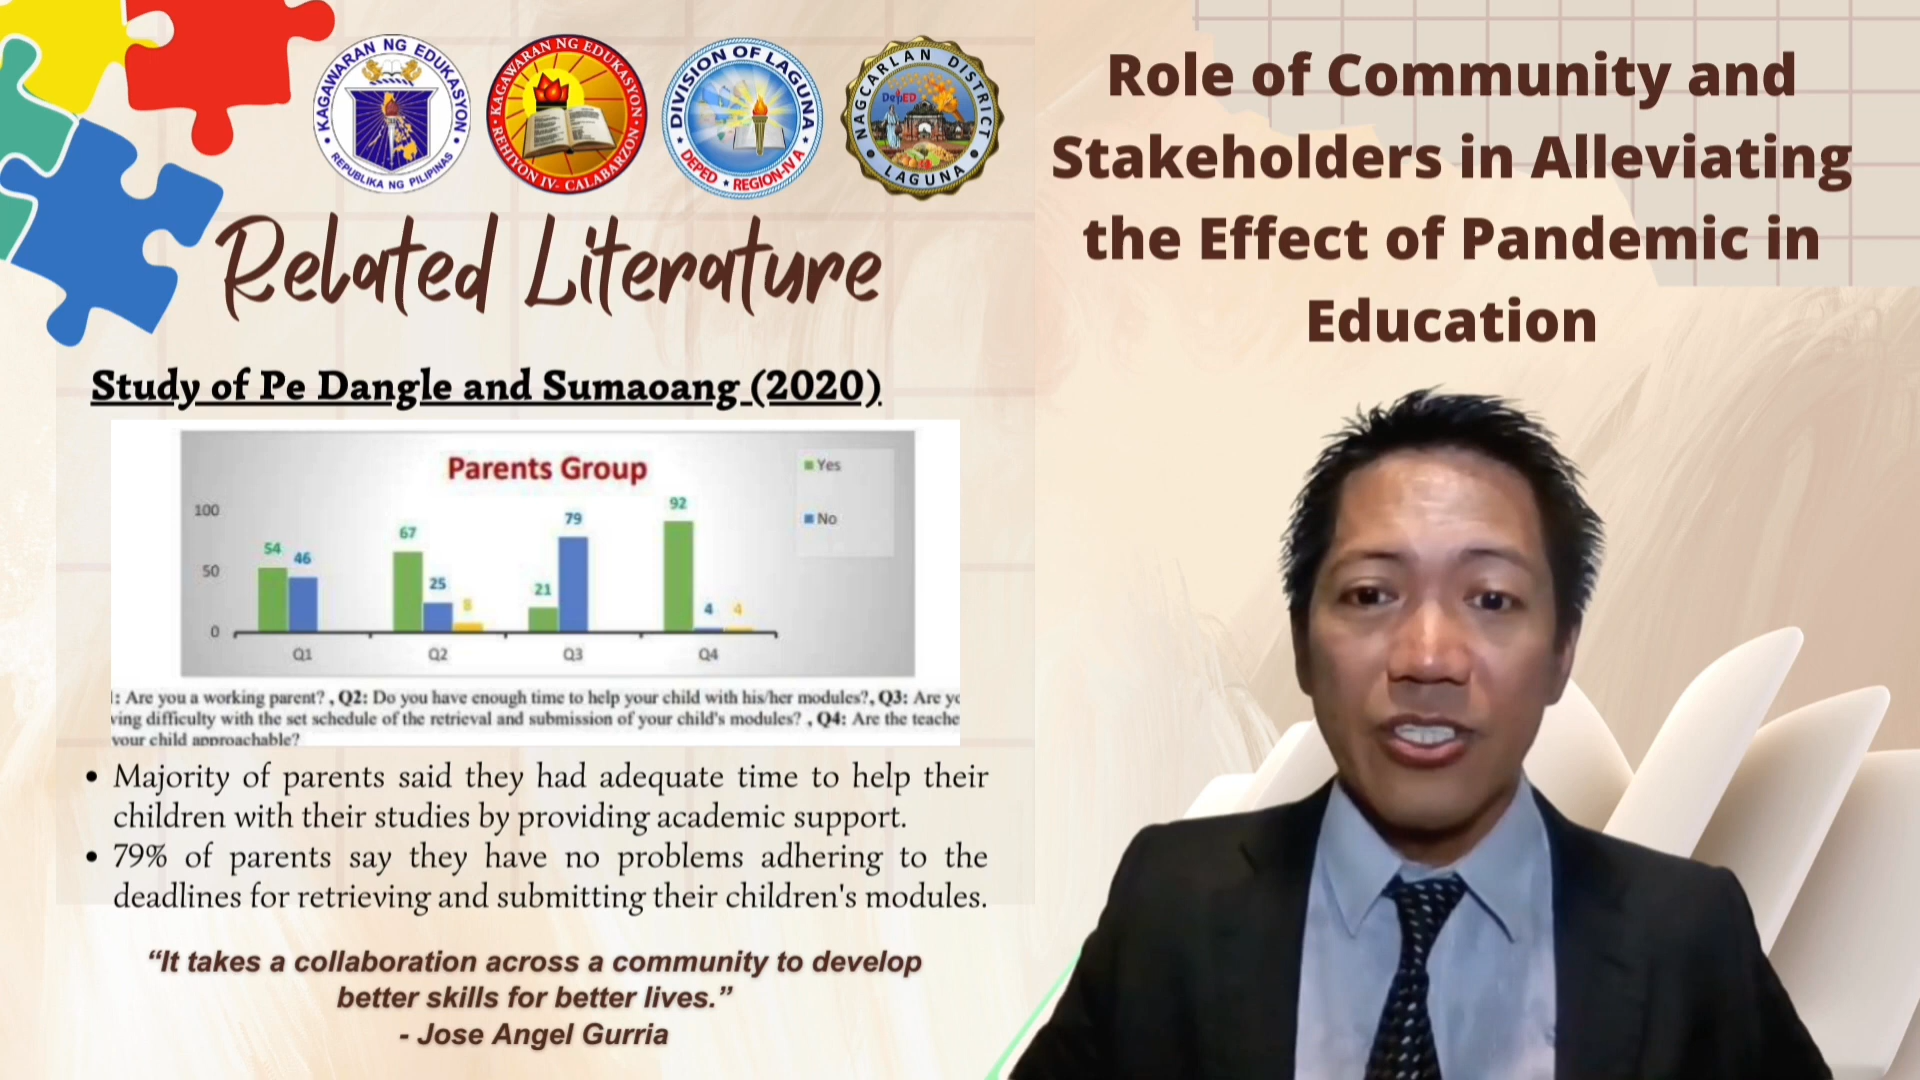 KAGAWARAN NG EDUKASYON
REPUBLIKA NG PILIPINAS
KAGAWARAN NG EDUKASYON
REHIYON IV- CALABARZON
DIVISION OF LAGUNA
DEPED ★ REGION-IV A
NAGCARLAN DISTRICT
DepED
LAGUNA
Related Literature
Study of Pe Dangle and Sumaoang (2020)
Parents Group
Yes
No
100
50
0
54
46
67
25
8
21
79
92
4
4
Q1
Q2
Q3
Q4
: Are you a working parent? , Q2: Do you have enough time to help your child with his/her modules?, Q3: Are yo
ving difficulty with the set schedule of the retrieval and submission of your child's modules? , Q4: Are the teache
your child approachable?
• Majority of parents said they had adequate time to help their
children with their studies by providing academic support.
• 79% of parents say they have no problems adhering to the
deadlines for retrieving and submitting their children's modules.
“It takes a collaboration across a community to develop
better skills for better lives.”
- Jose Angel Gurria
Role of Community and
Stakeholders in Alleviating
the Effect of Pandemic in
Education